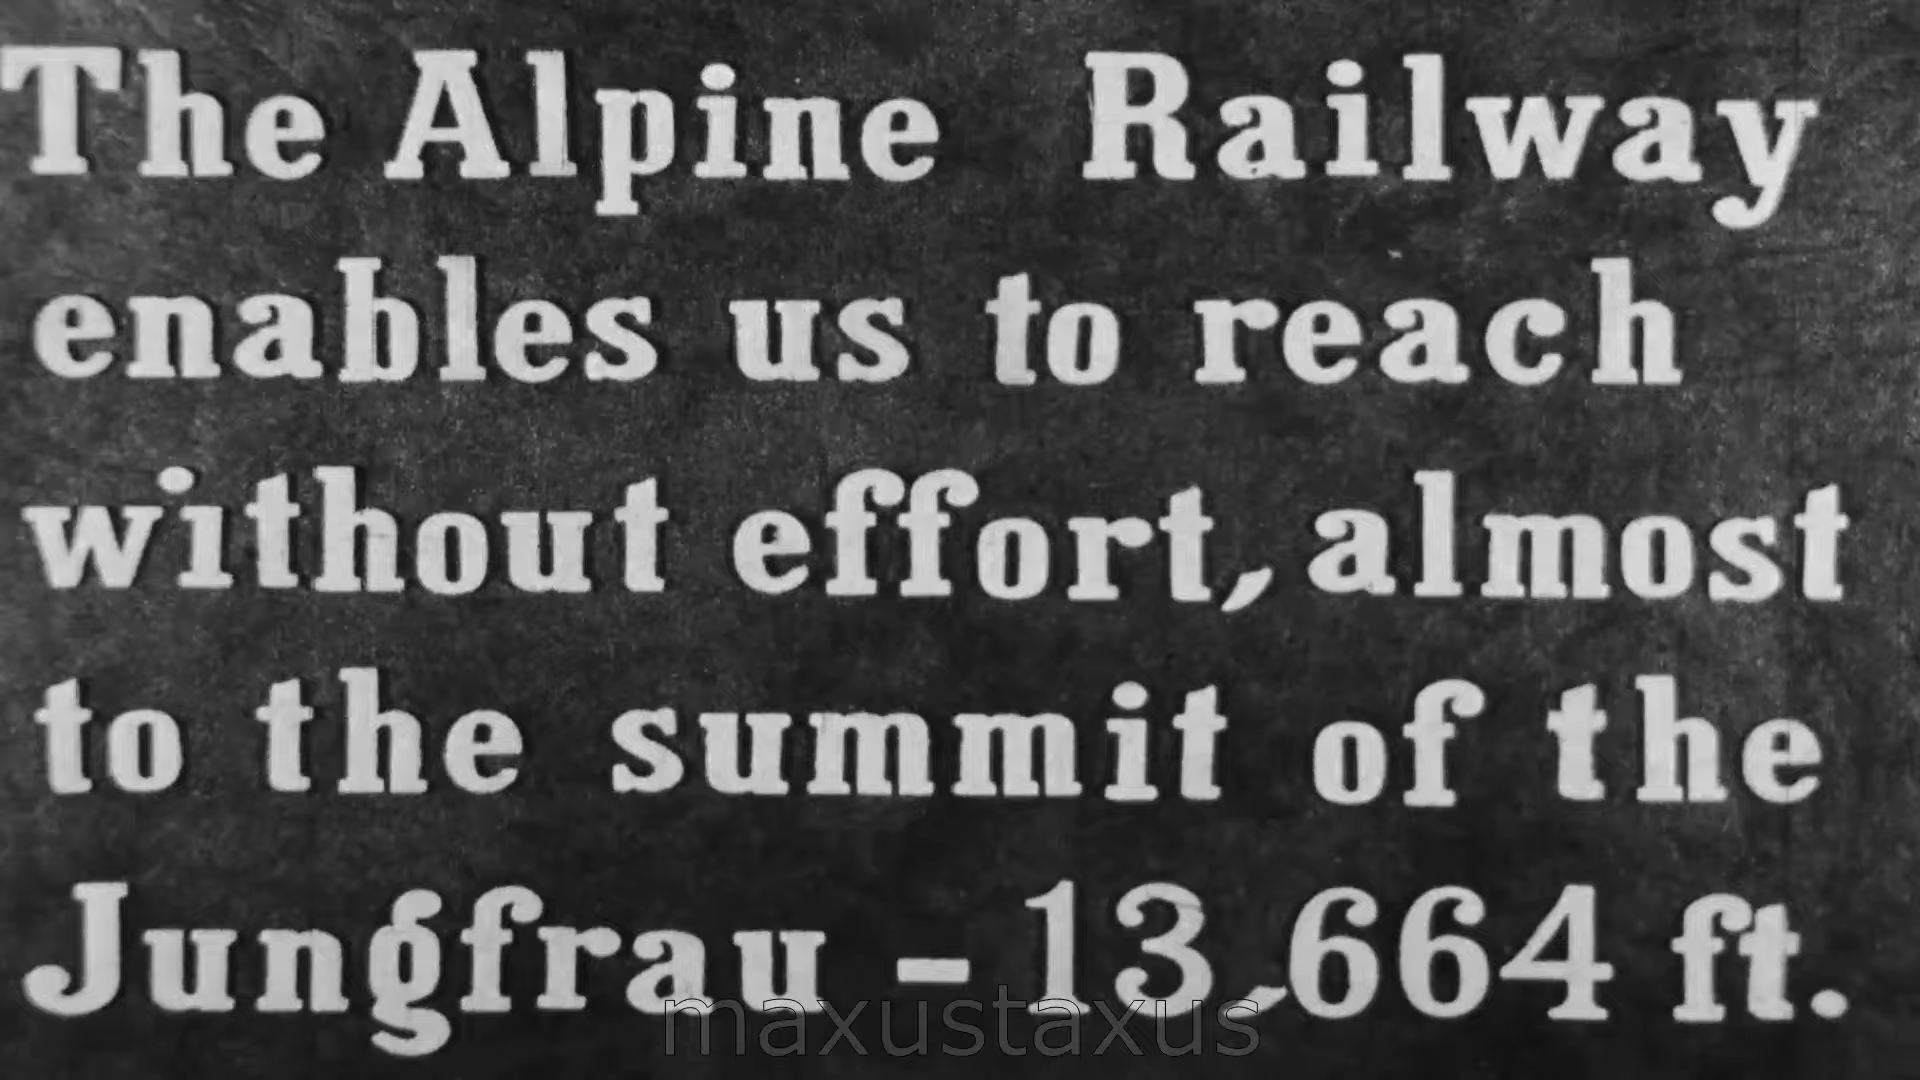 The Alpine Railway
enables us to reach
without effort, almost
to the summit of the
Jungfrau - 13,664 ft.
maxustaxus